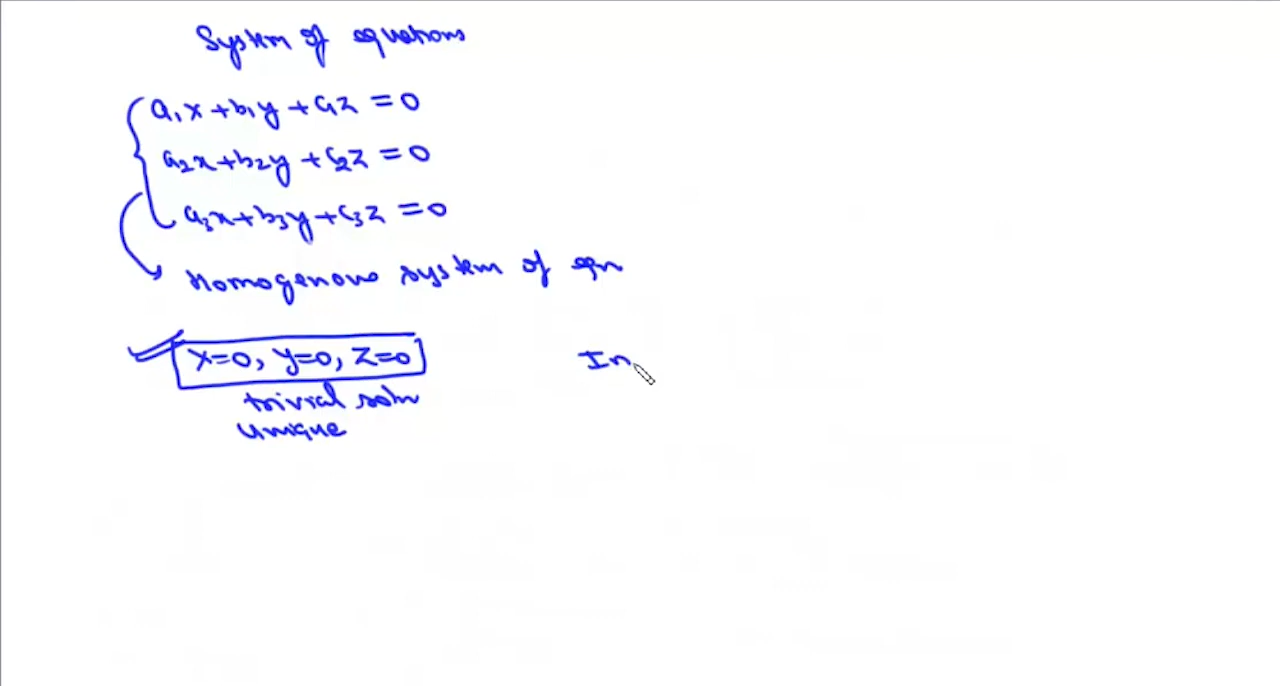 System of equations
a₁x + b₁y + c₁z = 0
a₂x + b₂y + c₂z = 0
a₃x + b₃y + c₃z = 0
Homogenous system of eqn
x=0, y=0, z=0
In
trivial soln
unique